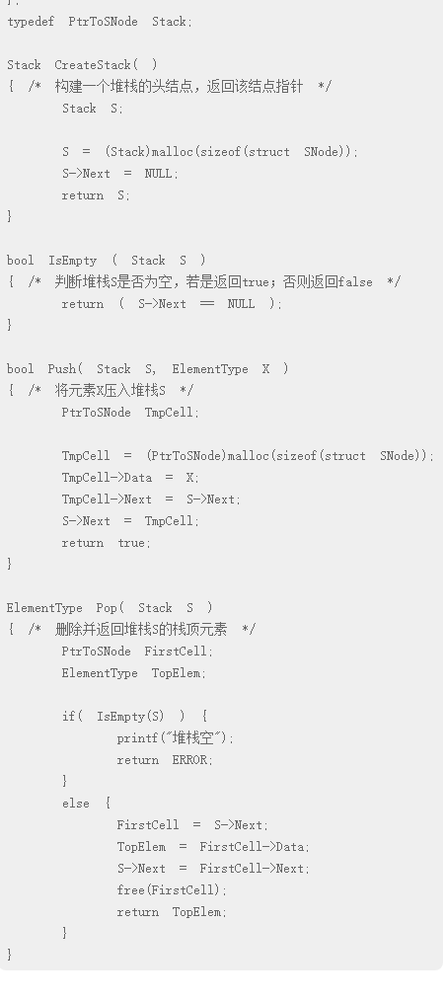 };
typedef PtrToSNode Stack;
Stack CreateStack( )
{ /* 构建一个堆栈的头结点，返回该结点指针 */
Stack S;
S = (Stack)malloc(sizeof(struct SNode));
S->Next = NULL;
return S;
}
bool IsEmpty ( Stack S )
{ /* 判断堆栈S是否为空，若是返回true；否则返回false */
return ( S->Next == NULL );
}
bool Push( Stack S, ElementType X )
{ /* 将元素X压入堆栈S */
PtrToSNode TmpCell;
TmpCell = (PtrToSNode)malloc(sizeof(struct SNode));
TmpCell->Data = X;
TmpCell->Next = S->Next;
S->Next = TmpCell;
return true;
}
ElementType Pop( Stack S )
{ /* 删除并返回堆栈S的栈顶元素 */
PtrToSNode FirstCell;
ElementType TopElem;
if( IsEmpty(S) ) {
printf("堆栈空");
return ERROR;
}
else {
FirstCell = S->Next;
TopElem = FirstCell->Data;
S->Next = FirstCell->Next;
free(FirstCell);
return TopElem;
}
}